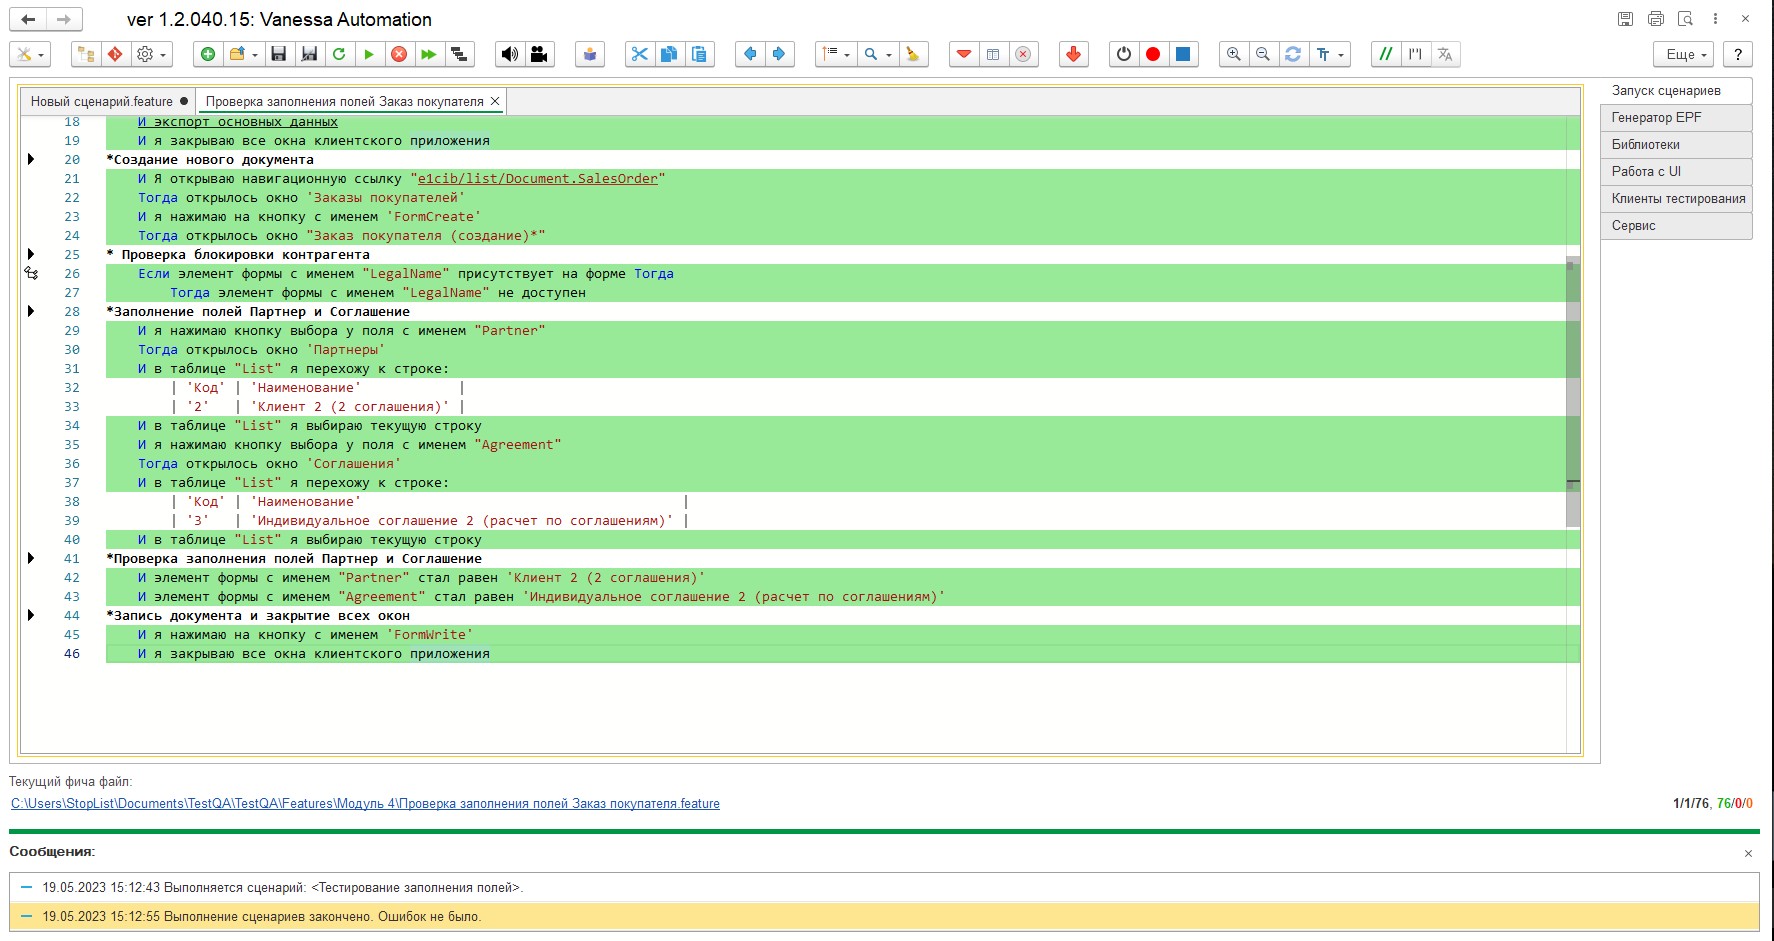 ver 1.2.040.15: Vanessa Automation
Еще
?
Новый сценарий.feature
Проверка заполнения полей Заказ покупателя
Запуск сценариев
Генератор EPF
Библиотеки
Работа с UI
Клиенты тестирования
Сервис
18 И экспорт основных данных
19 И я закрываю все окна клиентского приложения
20 *Создание нового документа
21 И Я открываю навигационную ссылку "e1cib/list/Document.SalesOrder"
22 Тогда открылось окно 'Заказы покупателей'
23 И я нажимаю на кнопку с именем 'FormCreate'
24 Тогда открылось окно "Заказ покупателя (создание)*"
25 * Проверка блокировки контрагента
26 Если элемент формы с именем "LegalName" присутствует на форме Тогда
27 Тогда элемент формы с именем "LegalName" не доступен
28 *Заполнение полей Партнер и Соглашение
29 И я нажимаю кнопку выбора у поля с именем "Partner"
30 Тогда открылось окно 'Партнеры'
31 И в таблице "List" я перехожу к строке:
32 | 'Код' | 'Наименование' |
33 | '2' | 'Клиент 2 (2 соглашения)' |
34 И в таблице "List" я выбираю текущую строку
35 И я нажимаю кнопку выбора у поля с именем "Agreement"
36 Тогда открылось окно 'Соглашения'
37 И в таблице "List" я перехожу к строке:
38 | 'Код' | 'Наименование' |
39 | '3' | 'Индивидуальное соглашение 2 (расчет по соглашениям)' |
40 И в таблице "List" я выбираю текущую строку
41 *Проверка заполнения полей Партнер и Соглашение
42 И элемент формы с именем "Partner" стал равен 'Клиент 2 (2 соглашения)'
43 И элемент формы с именем "Agreement" стал равен 'Индивидуальное соглашение 2 (расчет по соглашениям)'
44 *Запись документа и закрытие всех окон
45 И я нажимаю на кнопку с именем 'FormWrite'
46 И я закрываю все окна клиентского приложения
Текущий фича файл:
C:\Users\StopList\Documents\TestQA\TestQA\Features\Модуль 4\Проверка заполнения полей Заказ покупателя.feature
1/1/76, 76/0/0
Сообщения:
19.05.2023 15:12:43 Выполняется сценарий: <Тестирование заполнения полей>.
19.05.2023 15:12:55 Выполнение сценариев закончено. Ошибок не было.